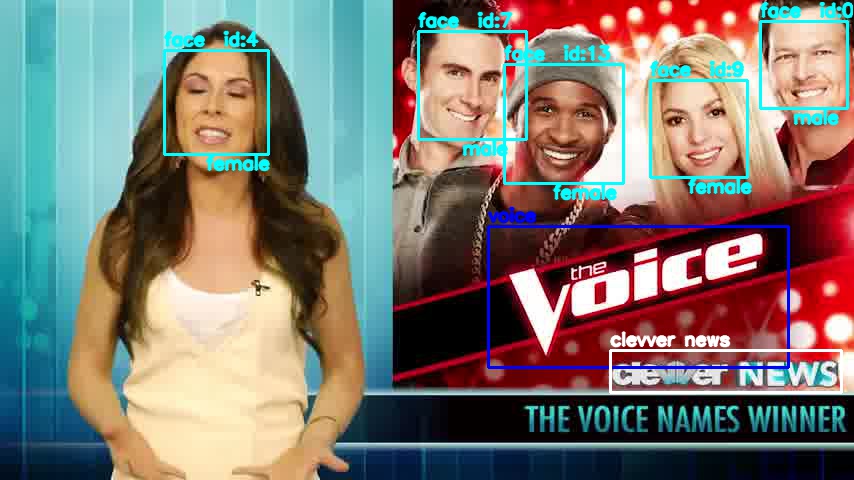 face id:4
face id:7
face id:13
face id:9
face id:0
female
male
female
female
male
voice
the
Voice
clevver news
clevver NEWS
THE VOICE NAMES WINNER